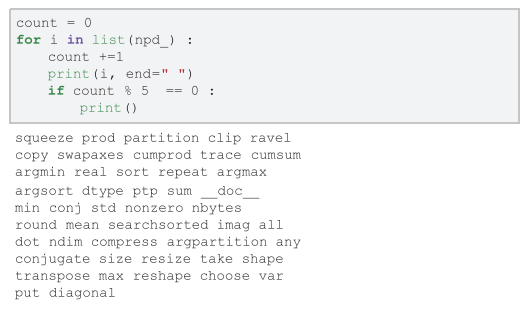 count = 0
for i in list(npd_) :
    count +=1
    print(i, end=" ")
    if count % 5  == 0 :
        print()
squeeze prod partition clip ravel
copy swapaxes cumprod trace cumsum
argmin real sort repeat argmax
argsort dtype ptp sum __doc__
min conj std nonzero nbytes
round mean searchsorted imag all
dot ndim compress argpartition any
conjugate size resize take shape
transpose max reshape choose var
put diagonal